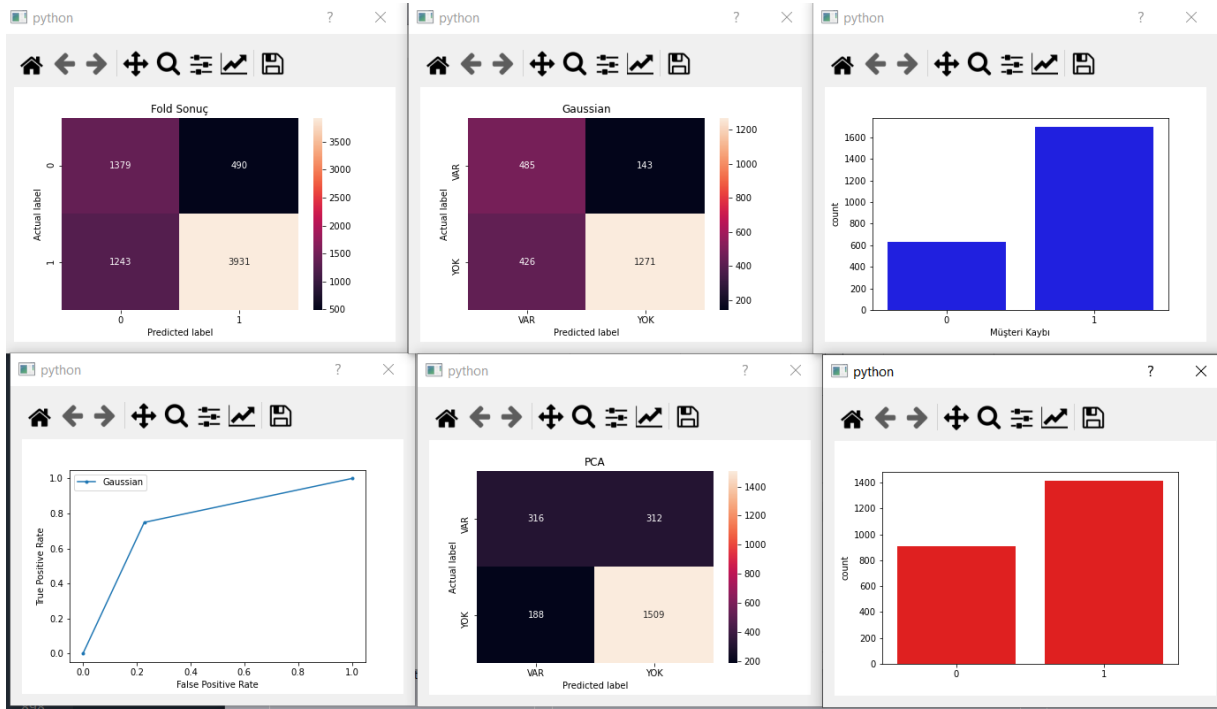 python ? ×
python ? ×
python ? ×
Fold Sonuç
0
1379 490
3500
3000
2500
2000
1500
1000
500
Actual label
1
1243 3931
0 1
Predicted label
Gaussian
VAR
485 143
1200
1000
800
600
400
200
Actual label
YOK
426 1271
VAR YOK
Predicted label
1600
1400
1200
1000
800
600
400
200
0
count
0 1
Müşteri Kaybı
python ? ×
python ? ×
python ? ×
Gaussian
1.0
0.8
0.6
0.4
0.2
0.0
True Positive Rate
0.0 0.2 0.4 0.6 0.8 1.0
False Positive Rate
PCA
VAR
316 312
1400
1200
1000
800
600
400
200
Actual label
YOK
188 1509
VAR YOK
Predicted label
1400
1200
1000
800
600
400
200
0
count
0 1